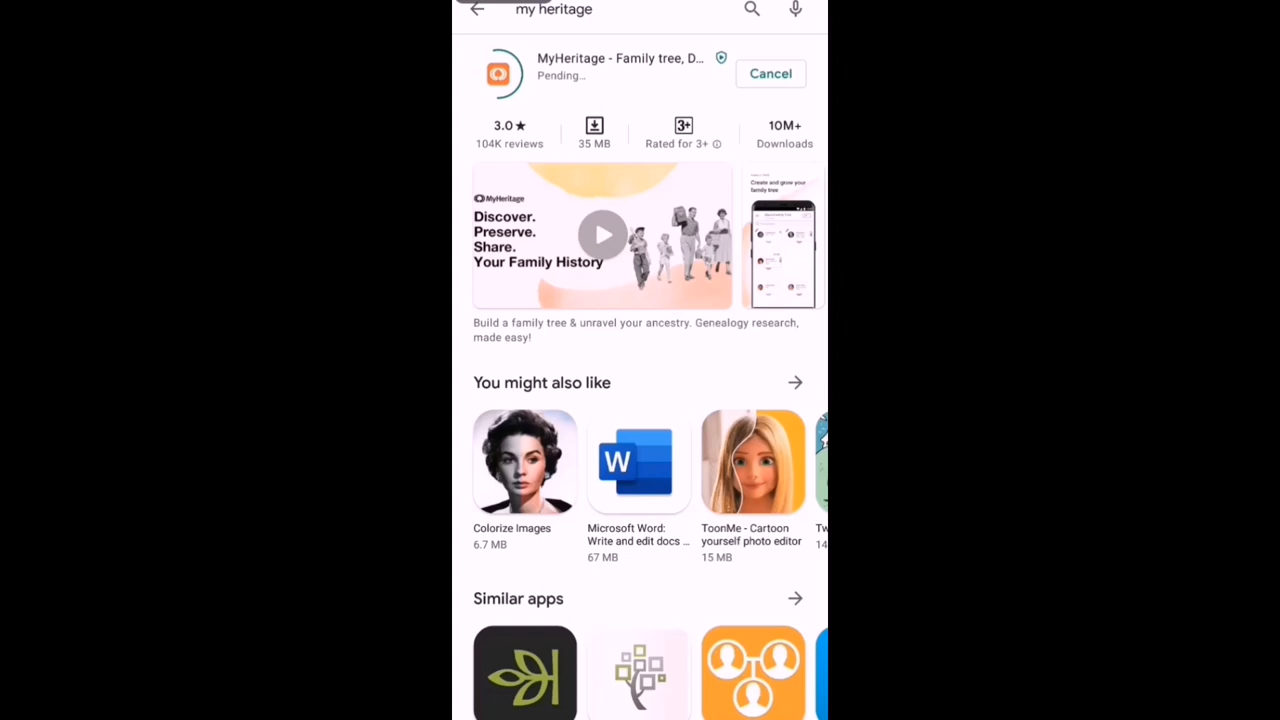 my heritage
MyHeritage - Family tree, D...
Pending...
Cancel
3.0★
104K reviews
35 MB
3+
Rated for 3+
10M+
Downloads
MyHeritage
Discover.
Preserve.
Share.
Your Family History
Create and grow your
family tree
Build a family tree & unravel your ancestry. Genealogy research,
made easy!
You might also like
W
Colorize Images
6.7 MB
Microsoft Word:
Write and edit docs ...
67 MB
ToonMe - Cartoon
yourself photo editor
15 MB
Tw
14
Similar apps